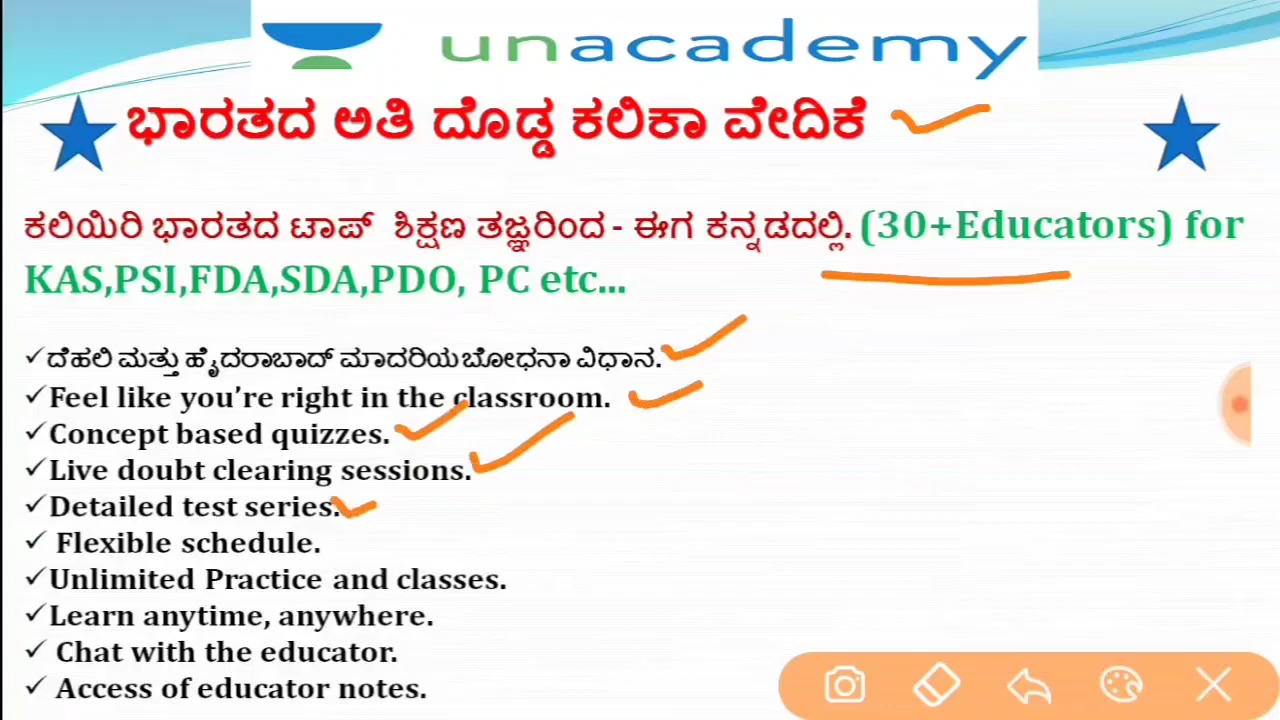 unacademy
ಭಾರತದ ಅತಿ ದೊಡ್ಡ ಕಲಿಕಾ ವೇದಿಕೆ
ಕಲಿಯಿರಿ ಭಾರತದ ಟಾಪ್ ಶಿಕ್ಷಣ ತಜ್ಞರಿಂದ - ಈಗ ಕನ್ನಡದಲ್ಲಿ. (30+Educators) for
KAS,PSI,FDA,SDA,PDO, PC etc...
✓ದೆಹಲಿ ಮತ್ತು ಹೈದರಾಬಾದ್ ಮಾದರಿಯ ಬೋಧನಾ ವಿಧಾನ.
✓Feel like you're right in the classroom.
✓Concept based quizzes.
✓Live doubt clearing sessions.
✓Detailed test series.
✓ Flexible schedule.
✓Unlimited Practice and classes.
✓Learn anytime, anywhere.
✓ Chat with the educator.
✓ Access of educator notes.